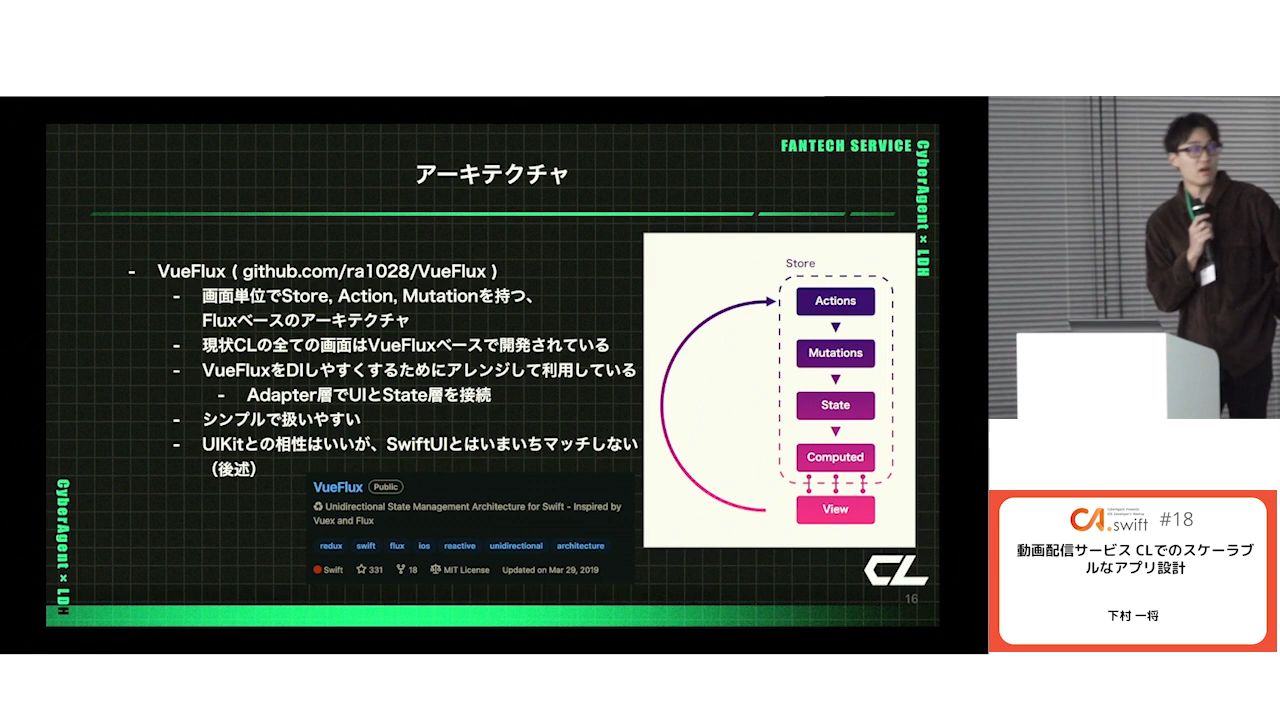 FANTECH SERVICE
CyberAgent × LDH
アーキテクチャ
- VueFlux ( github.com/ra1028/VueFlux )
- 画面単位でStore, Action, Mutationを持つ、
Fluxベースのアーキテクチャ
- 現状CLの全ての画面はVueFluxベースで開発されている
- VueFluxをDIしやすくするためにアレンジして利用している
- Adapter層でUIとState層を接続
- シンプルで扱いやすい
- UIKitとの相性はいいが、SwiftUIとはいまいちマッチしない
（後述）
VueFlux Public
♻ Unidirectional State Management Architecture for Swift - Inspired by
Vuex and Flux
redux swift flux ios reactive unidirectional architecture
Swift 331 18 MIT License Updated on Mar 29, 2019
Store
Actions
Mutations
State
Computed
View
CyberAgent × LDH
CL
16
CA.swift #18
動画配信サービス CLでのスケーラブ
ルなアプリ設計
下村 一将